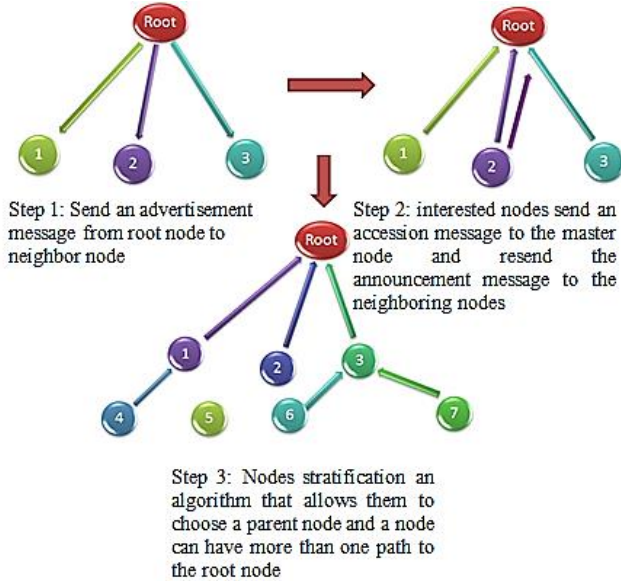 Root
1
2
3
Step 1: Send an advertisement
message from root node to
neighbor node
Root
1
2
3
Step 2: interested nodes send an
accession message to the master
node and resend the
announcement message to the
neighboring nodes
Root
1
2
3
4
5
6
7
Step 3: Nodes stratification an
algorithm that allows them to
choose a parent node and a node
can have more than one path to
the root node